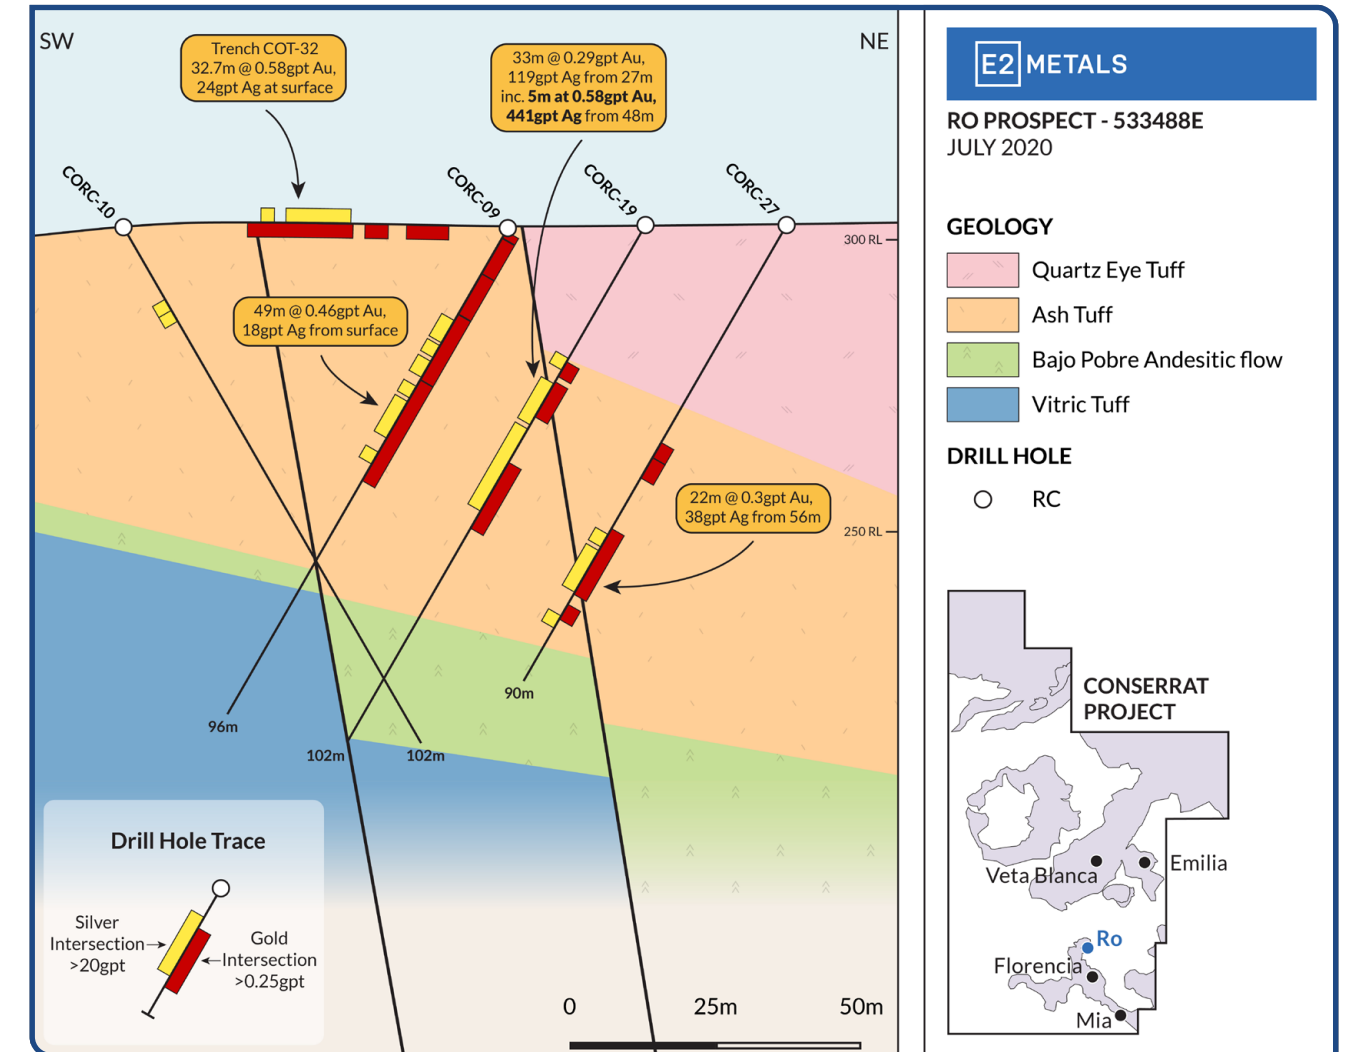 SW
NE
Trench COT-32
32.7m @ 0.58gpt Au,
24gpt Ag at surface
33m @ 0.29gpt Au,
119gpt Ag from 27m
inc. 5m at 0.58gpt Au,
441gpt Ag from 48m
CORC-10
CORC-09
CORC-19
CORC-27
300 RL
49m @ 0.46gpt Au,
18gpt Ag from surface
22m @ 0.3gpt Au,
38gpt Ag from 56m
250 RL
90m
96m
102m
102m
Drill Hole Trace
Silver
Intersection
>20gpt
Gold
Intersection
>0.25gpt
0
25m
50m
E2 METALS
RO PROSPECT - 533488E
JULY 2020
GEOLOGY
Quartz Eye Tuff
Ash Tuff
Bajo Pobre Andesitic flow
Vitric Tuff
DRILL HOLE
RC
CONSERRAT
PROJECT
Veta Blanca
Emilia
Ro
Florencia
Mia